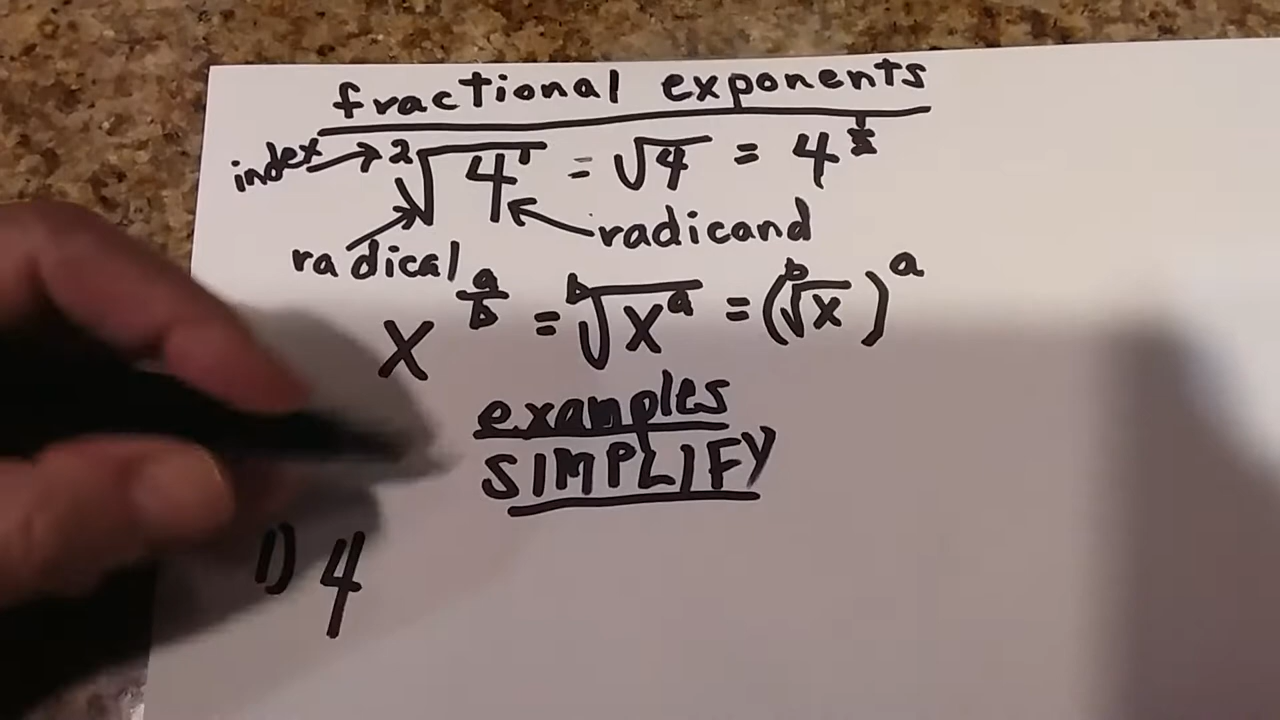 fractional exponents
index → ²√4¹ = √4 = 4^½
radical radicand
x^(a/b) = ᵇ√xᵃ = (ᵇ√x)ᵃ
examples
SIMPLIFY
1) 4